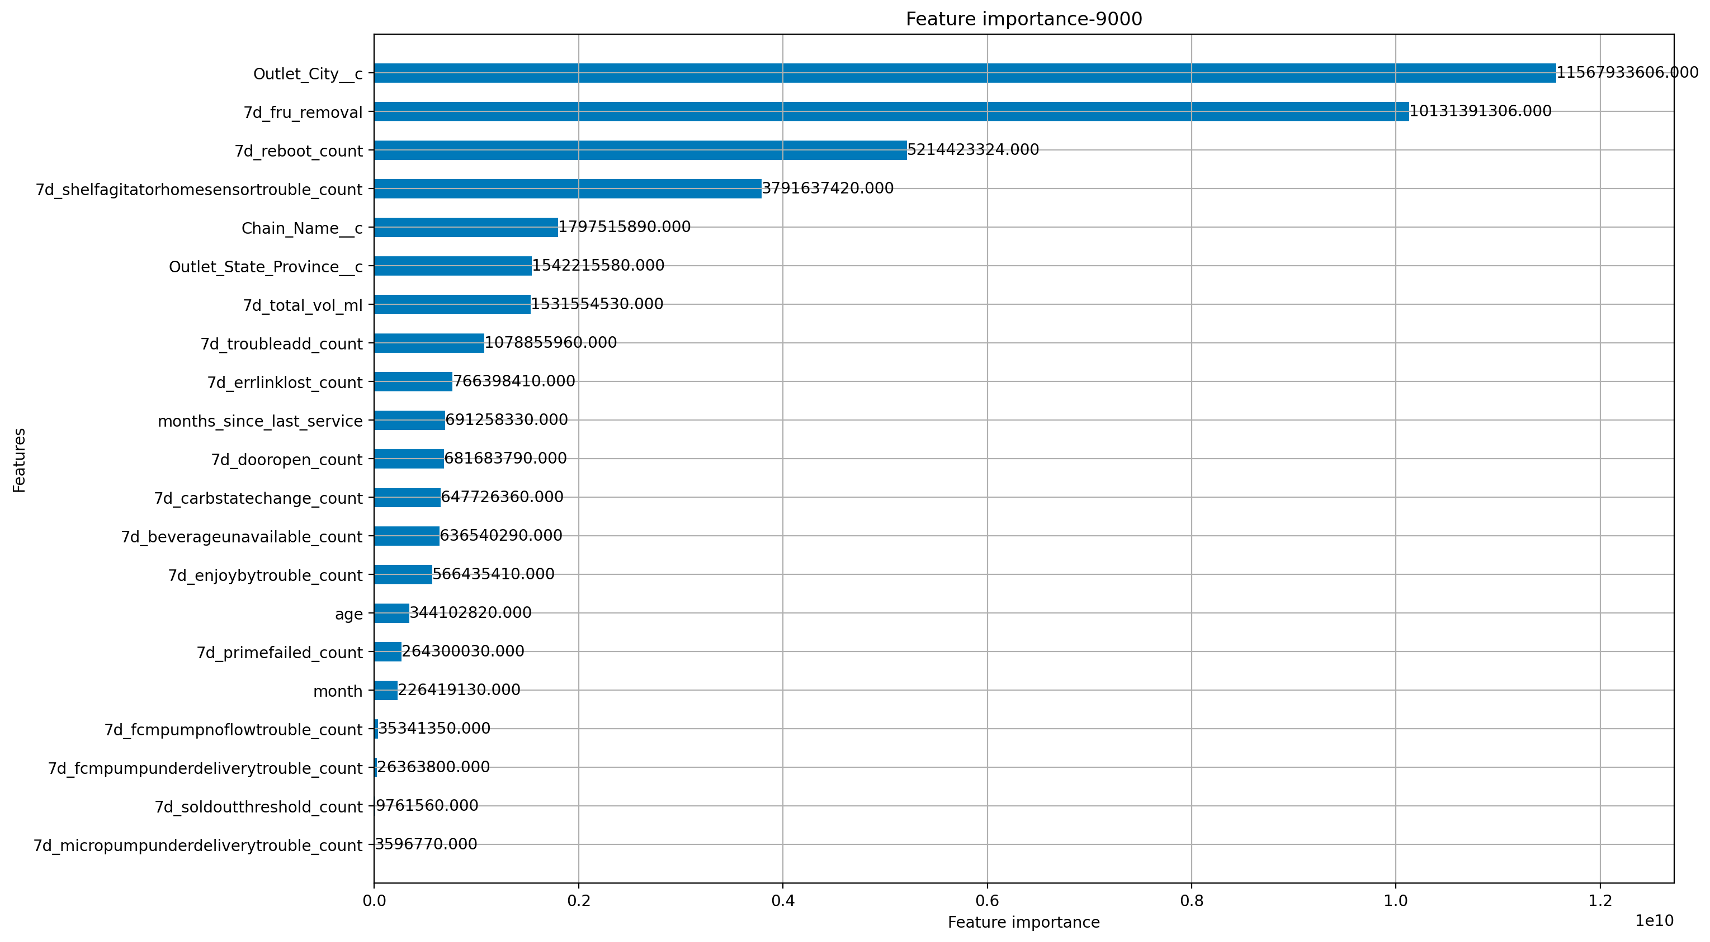 Feature importance-9000
Outlet_City__c 11567933606.000
7d_fru_removal 10131391306.000
7d_reboot_count 5214423324.000
7d_shelfagitatorhomesensortrouble_count 3791637420.000
Chain_Name__c 1797515890.000
Outlet_State_Province__c 1542215580.000
7d_total_vol_ml 1531554530.000
7d_troubleadd_count 1078855960.000
7d_errlinklost_count 766398410.000
months_since_last_service 691258330.000
7d_dooropen_count 681683790.000
7d_carbstatechange_count 647726360.000
7d_beverageunavailable_count 636540290.000
7d_enjoybytrouble_count 566435410.000
age 344102820.000
7d_primefailed_count 264300030.000
month 226419130.000
7d_fcmpumpnoflowtrouble_count 35341350.000
7d_fcmpumpunderdeliverytrouble_count 26363800.000
7d_soldoutthreshold_count 9761560.000
7d_micropumpunderdeliverytrouble_count 3596770.000
Features
0.0 0.2 0.4 0.6 0.8 1.0 1.2
Feature importance
1e10